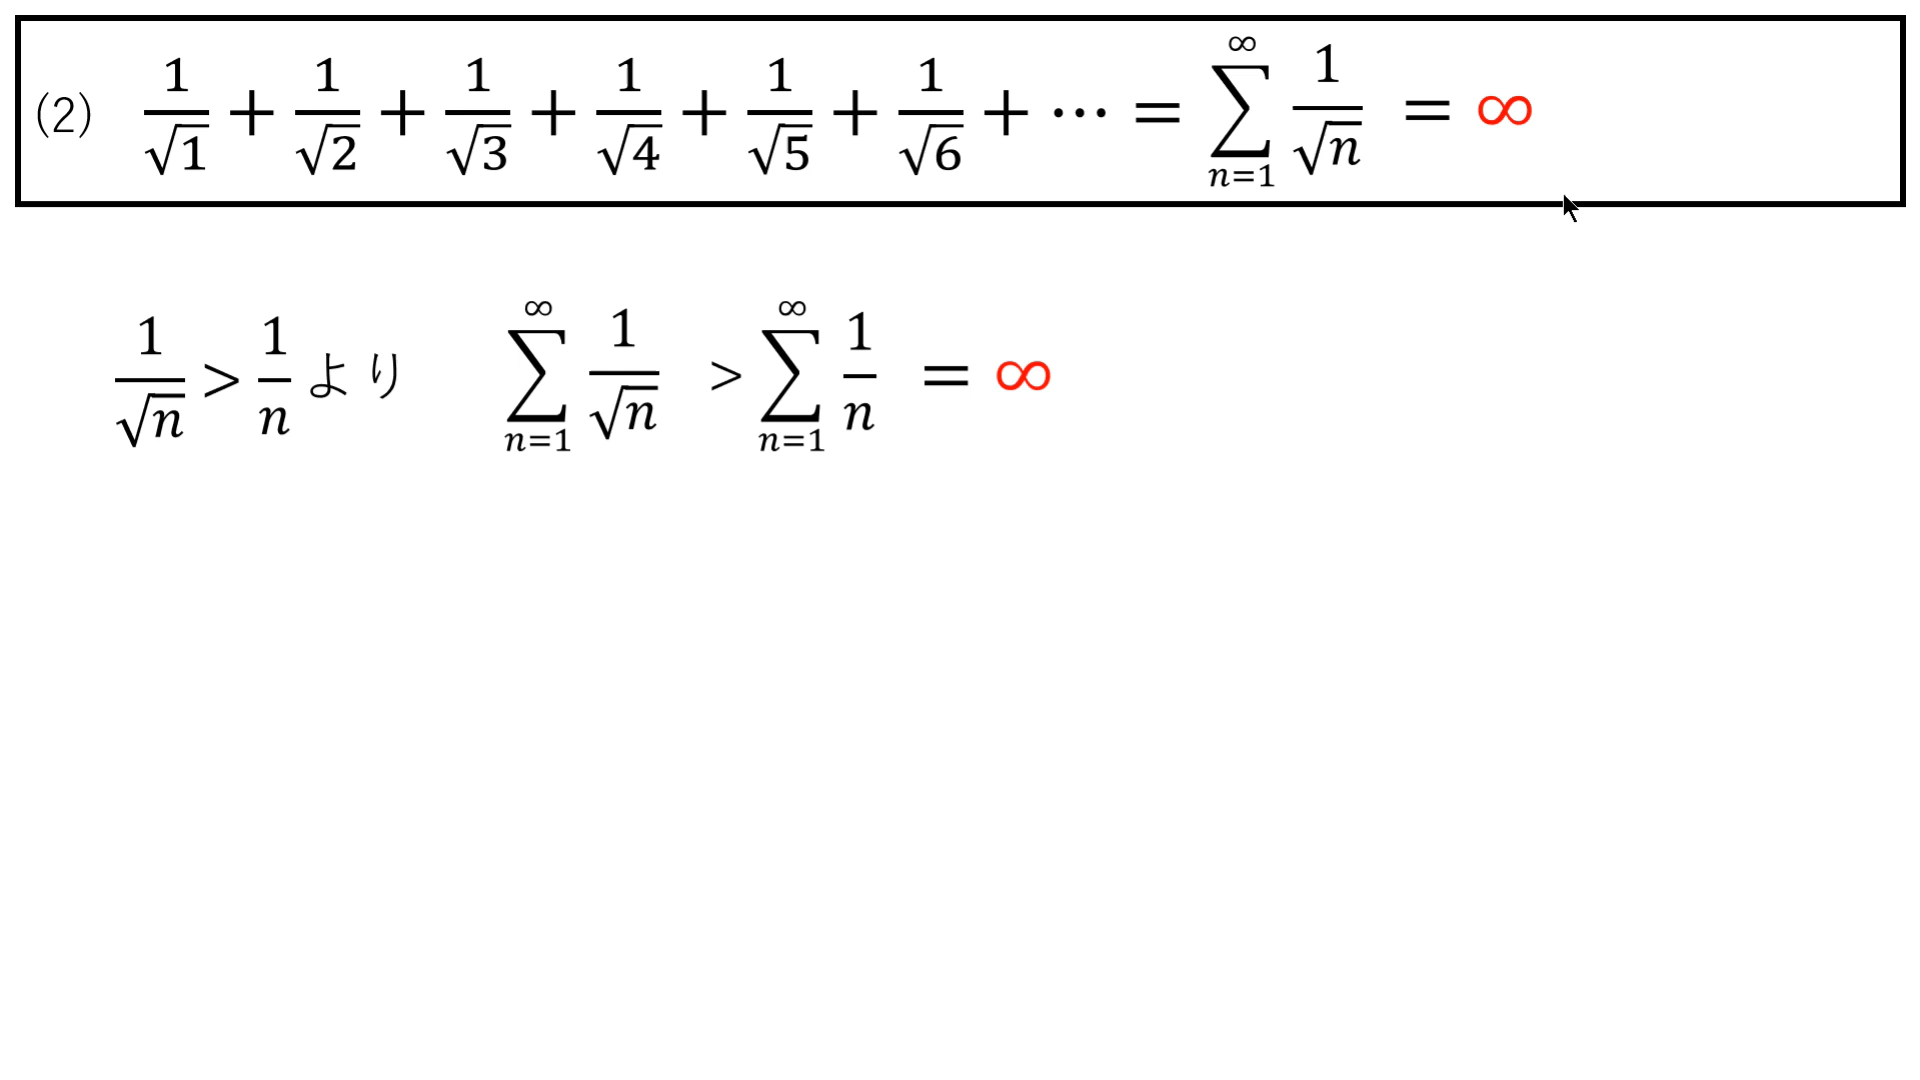 (2) 1/√1 + 1/√2 + 1/√3 + 1/√4 + 1/√5 + 1/√6 + ⋯ = ∑_{n=1}^{∞} 1/√n = ∞
1/√n > 1/n より ∑_{n=1}^{∞} 1/√n > ∑_{n=1}^{∞} 1/n = ∞